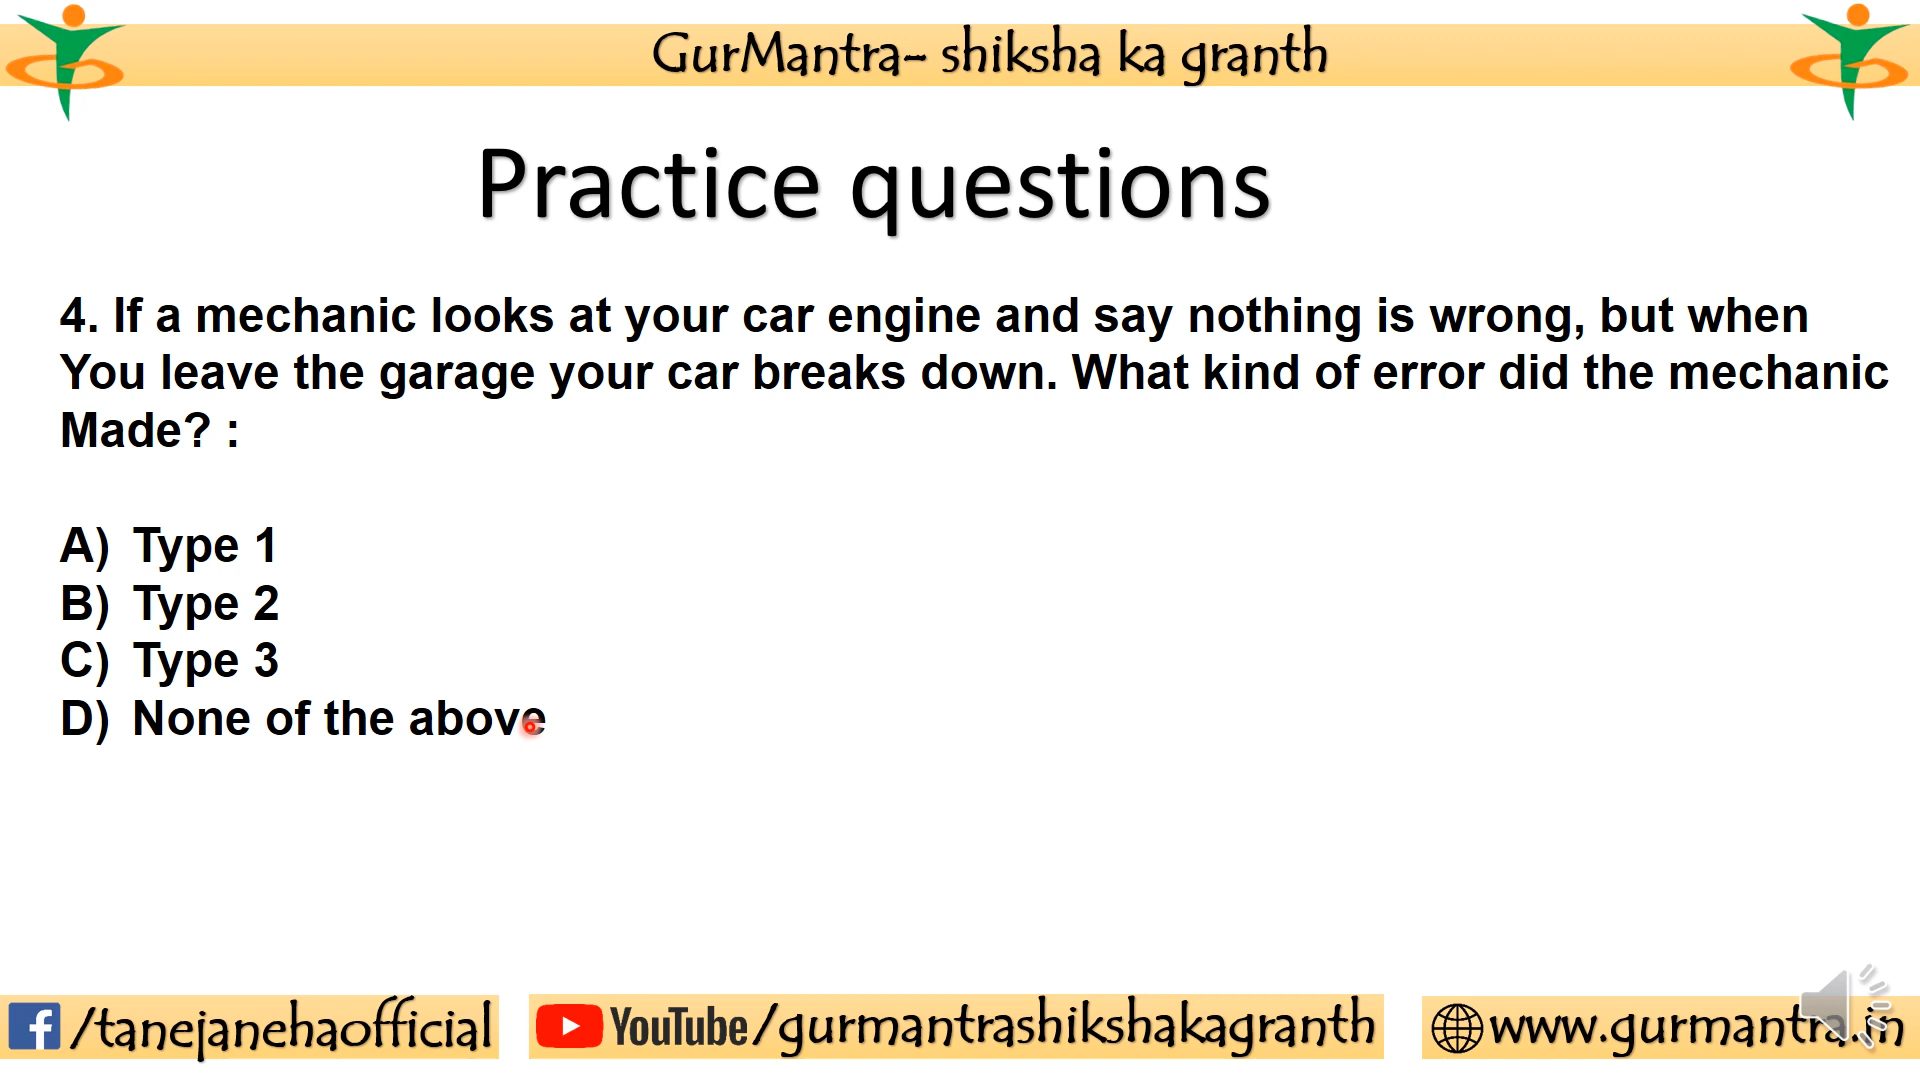 GurMantra- shiksha ka granth
Practice questions
4. If a mechanic looks at your car engine and say nothing is wrong, but when
You leave the garage your car breaks down. What kind of error did the mechanic
Made? :
A) Type 1
B) Type 2
C) Type 3
D) None of the above
/tanejanehaofficial
YouTube/gurmantrashikshakagranth
www.gurmantra.in